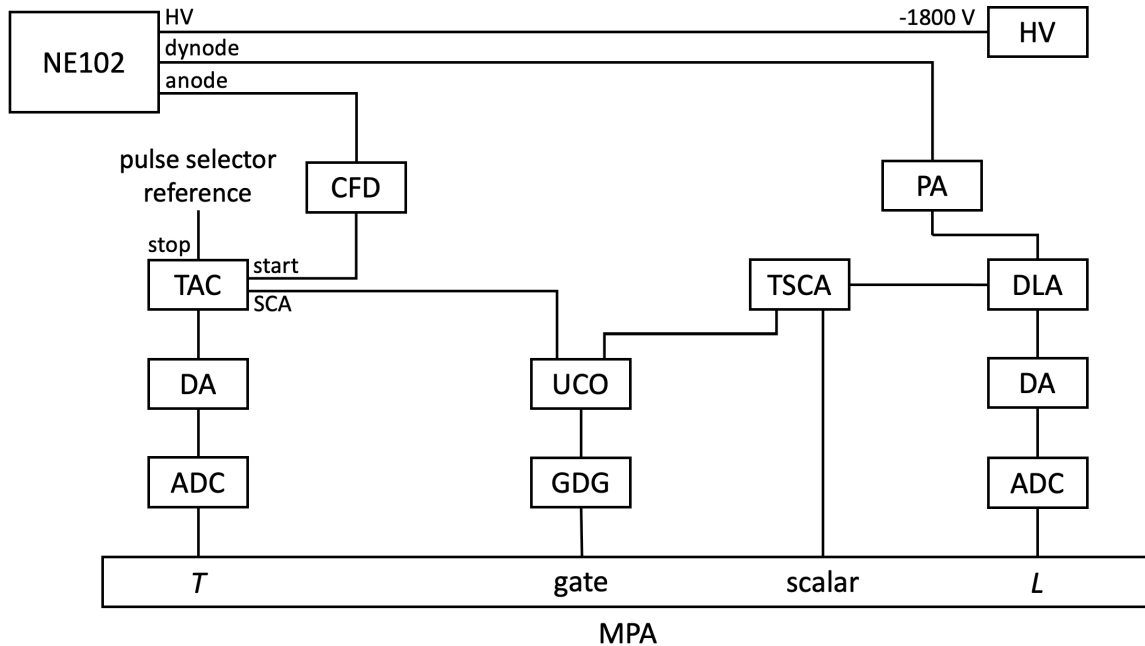 HV
-1800 V
HV
NE102
dynode
anode
pulse selector
reference
CFD
PA
stop
start
TAC
SCA
TSCA
DLA
DA
UCO
DA
ADC
GDG
ADC
T
gate
scalar
L
MPA